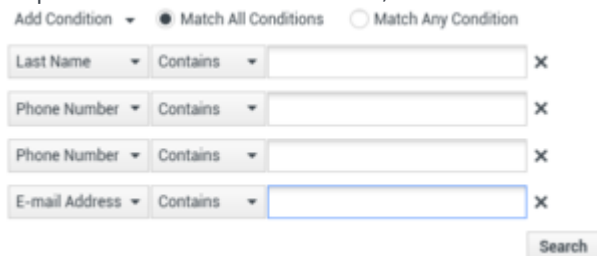 Add Condition Match All Conditions Match Any Condition
Last Name Contains
Phone Number Contains
Phone Number Contains
E-mail Address Contains
Search